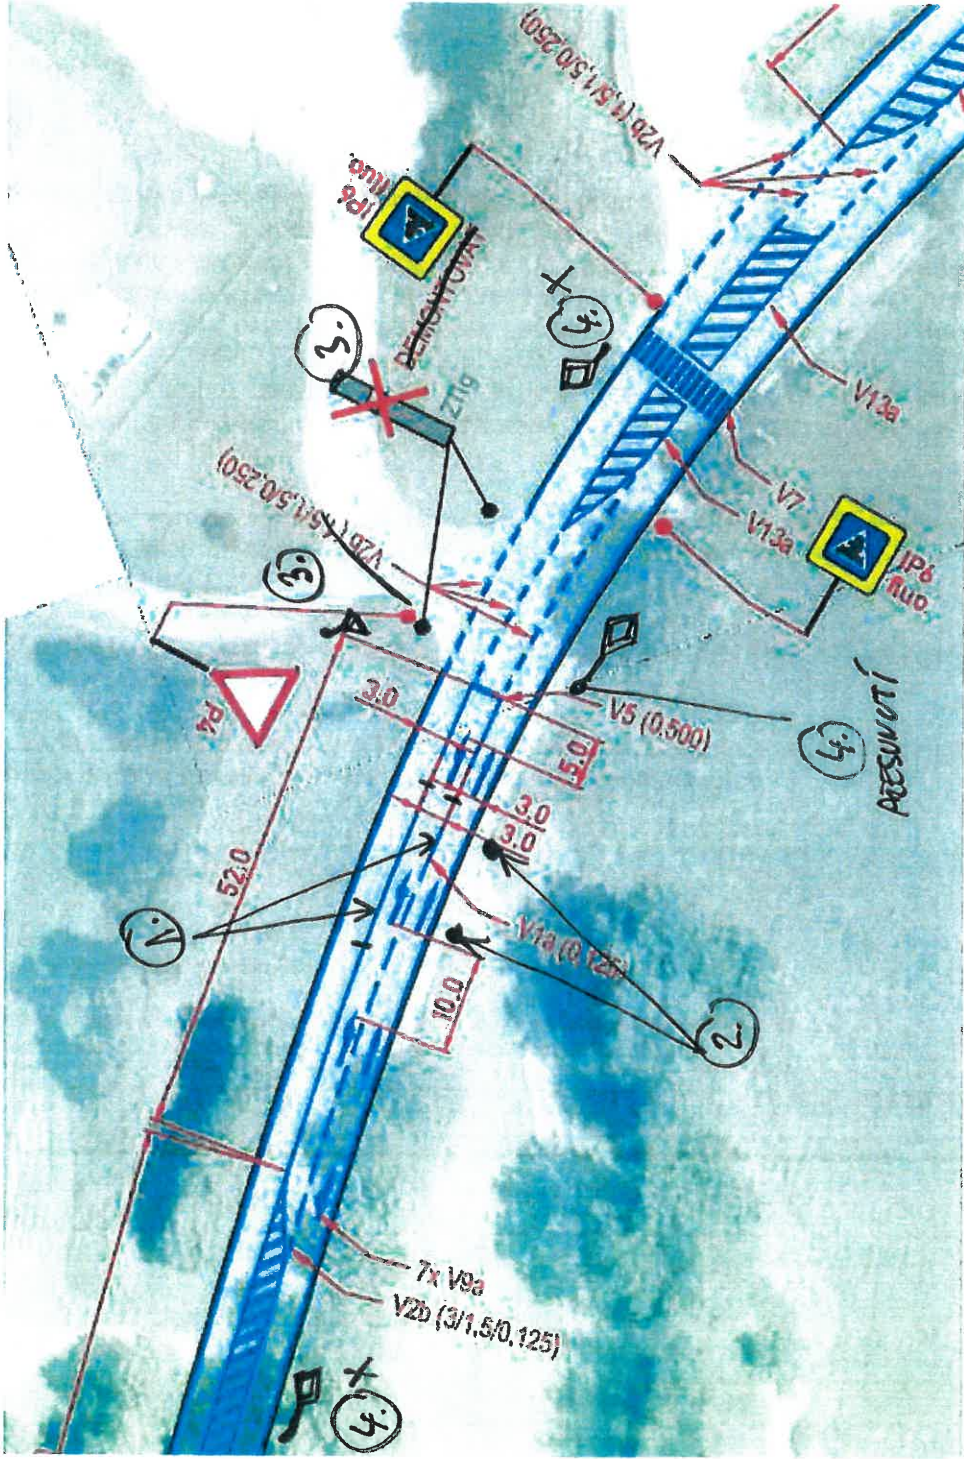 V2b (1,5/1,5/0,250)
IP6
fluo.
DEMONTOVAT
3.
Z11g
4.
V13a
V2b (1,5/1,5/0,250)
V7
V13a
IP6
fluo.
3.
P4
3.0
V5 (0,500)
5.0
4.
PŘESUNUTÍ
52.0
3.0
3.0
1.
V1a (0,125)
10.0
2
7x V9a
V2b (3/1,5/0,125)
4.